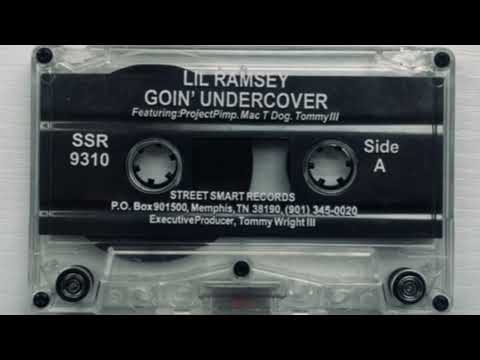 LIL RAMSEY
GOIN' UNDERCOVER
Featuring:ProjectPimp. Mac T Dog. TommyIII
SSR
9310
Side
A
STREET SMART RECORDS
P.O. Box901500, Memphis, TN 38190, (901) 345-0020
ExecutiveProducer, Tommy Wright III